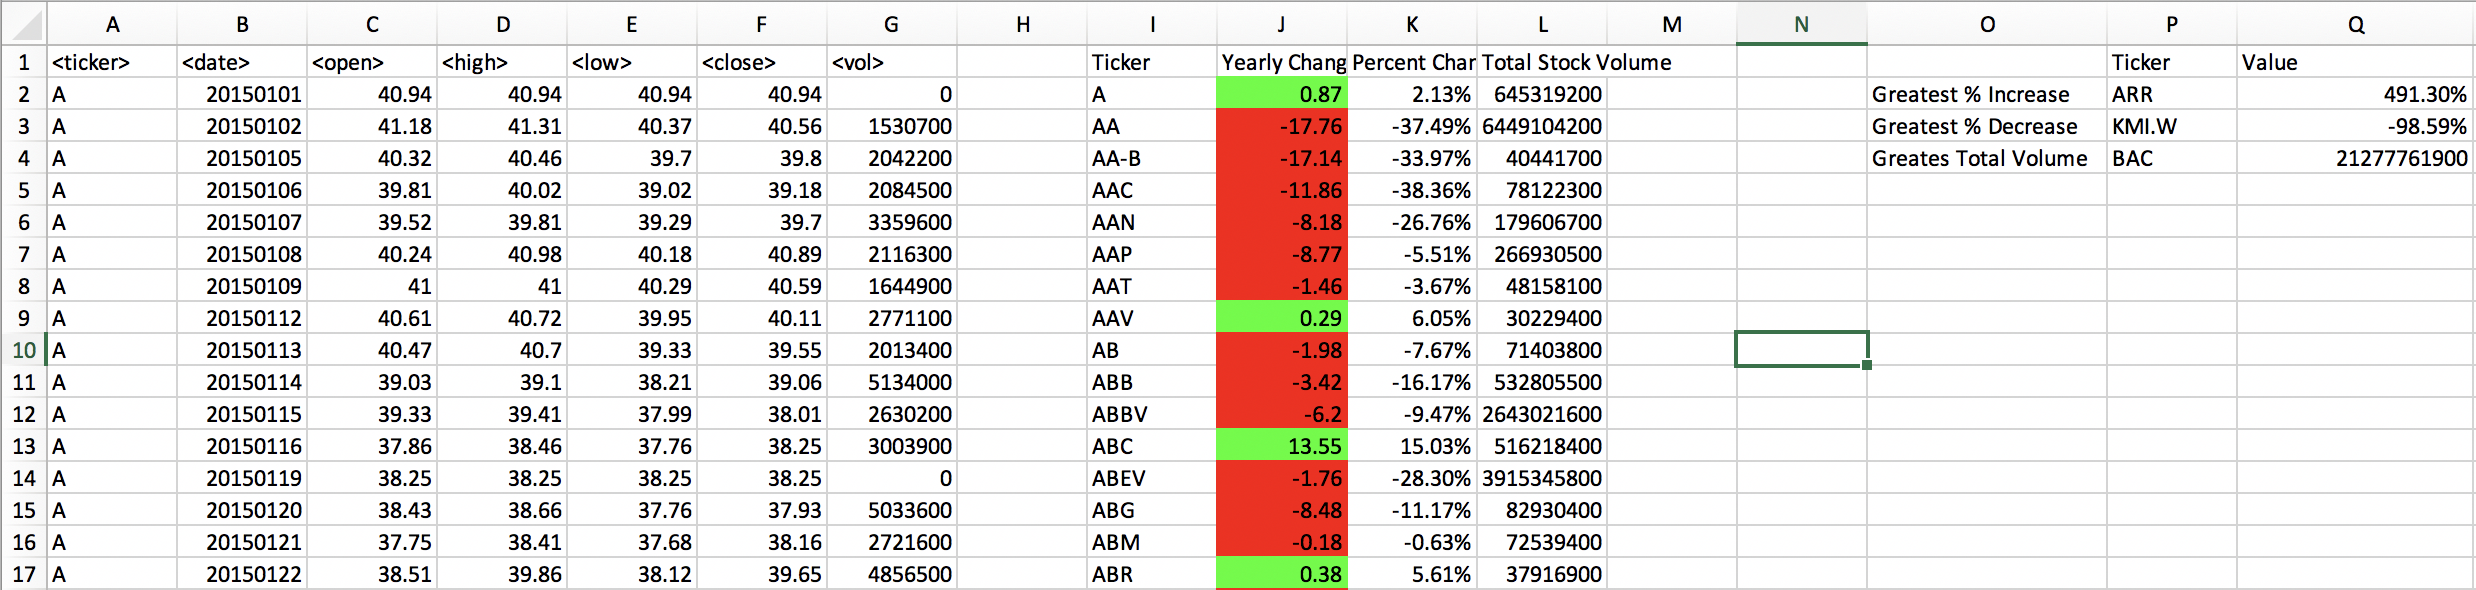 A B C D E F G H I J K L M N O P Q
1 <ticker> <date> <open> <high> <low> <close> <vol> Ticker Yearly Chang Percent Char Total Stock Volume Ticker Value
2 A 20150101 40.94 40.94 40.94 40.94 0 A 0.87 2.13% 645319200 Greatest % Increase ARR 491.30%
3 A 20150102 41.18 41.31 40.37 40.56 1530700 AA -17.76 -37.49% 6449104200 Greatest % Decrease KMI.W -98.59%
4 A 20150105 40.32 40.46 39.7 39.8 2042200 AA-B -17.14 -33.97% 40441700 Greates Total Volume BAC 21277761900
5 A 20150106 39.81 40.02 39.02 39.18 2084500 AAC -11.86 -38.36% 78122300
6 A 20150107 39.52 39.81 39.29 39.7 3359600 AAN -8.18 -26.76% 179606700
7 A 20150108 40.24 40.98 40.18 40.89 2116300 AAP -8.77 -5.51% 266930500
8 A 20150109 41 41 40.29 40.59 1644900 AAT -1.46 -3.67% 48158100
9 A 20150112 40.61 40.72 39.95 40.11 2771100 AAV 0.29 6.05% 30229400
10 A 20150113 40.47 40.7 39.33 39.55 2013400 AB -1.98 -7.67% 71403800
11 A 20150114 39.03 39.1 38.21 39.06 5134000 ABB -3.42 -16.17% 532805500
12 A 20150115 39.33 39.41 37.99 38.01 2630200 ABBV -6.2 -9.47% 2643021600
13 A 20150116 37.86 38.46 37.76 38.25 3003900 ABC 13.55 15.03% 516218400
14 A 20150119 38.25 38.25 38.25 38.25 0 ABEV -1.76 -28.30% 3915345800
15 A 20150120 38.43 38.66 37.76 37.93 5033600 ABG -8.48 -11.17% 82930400
16 A 20150121 37.75 38.41 37.68 38.16 2721600 ABM -0.18 -0.63% 72539400
17 A 20150122 38.51 39.86 38.12 39.65 4856500 ABR 0.38 5.61% 37916900